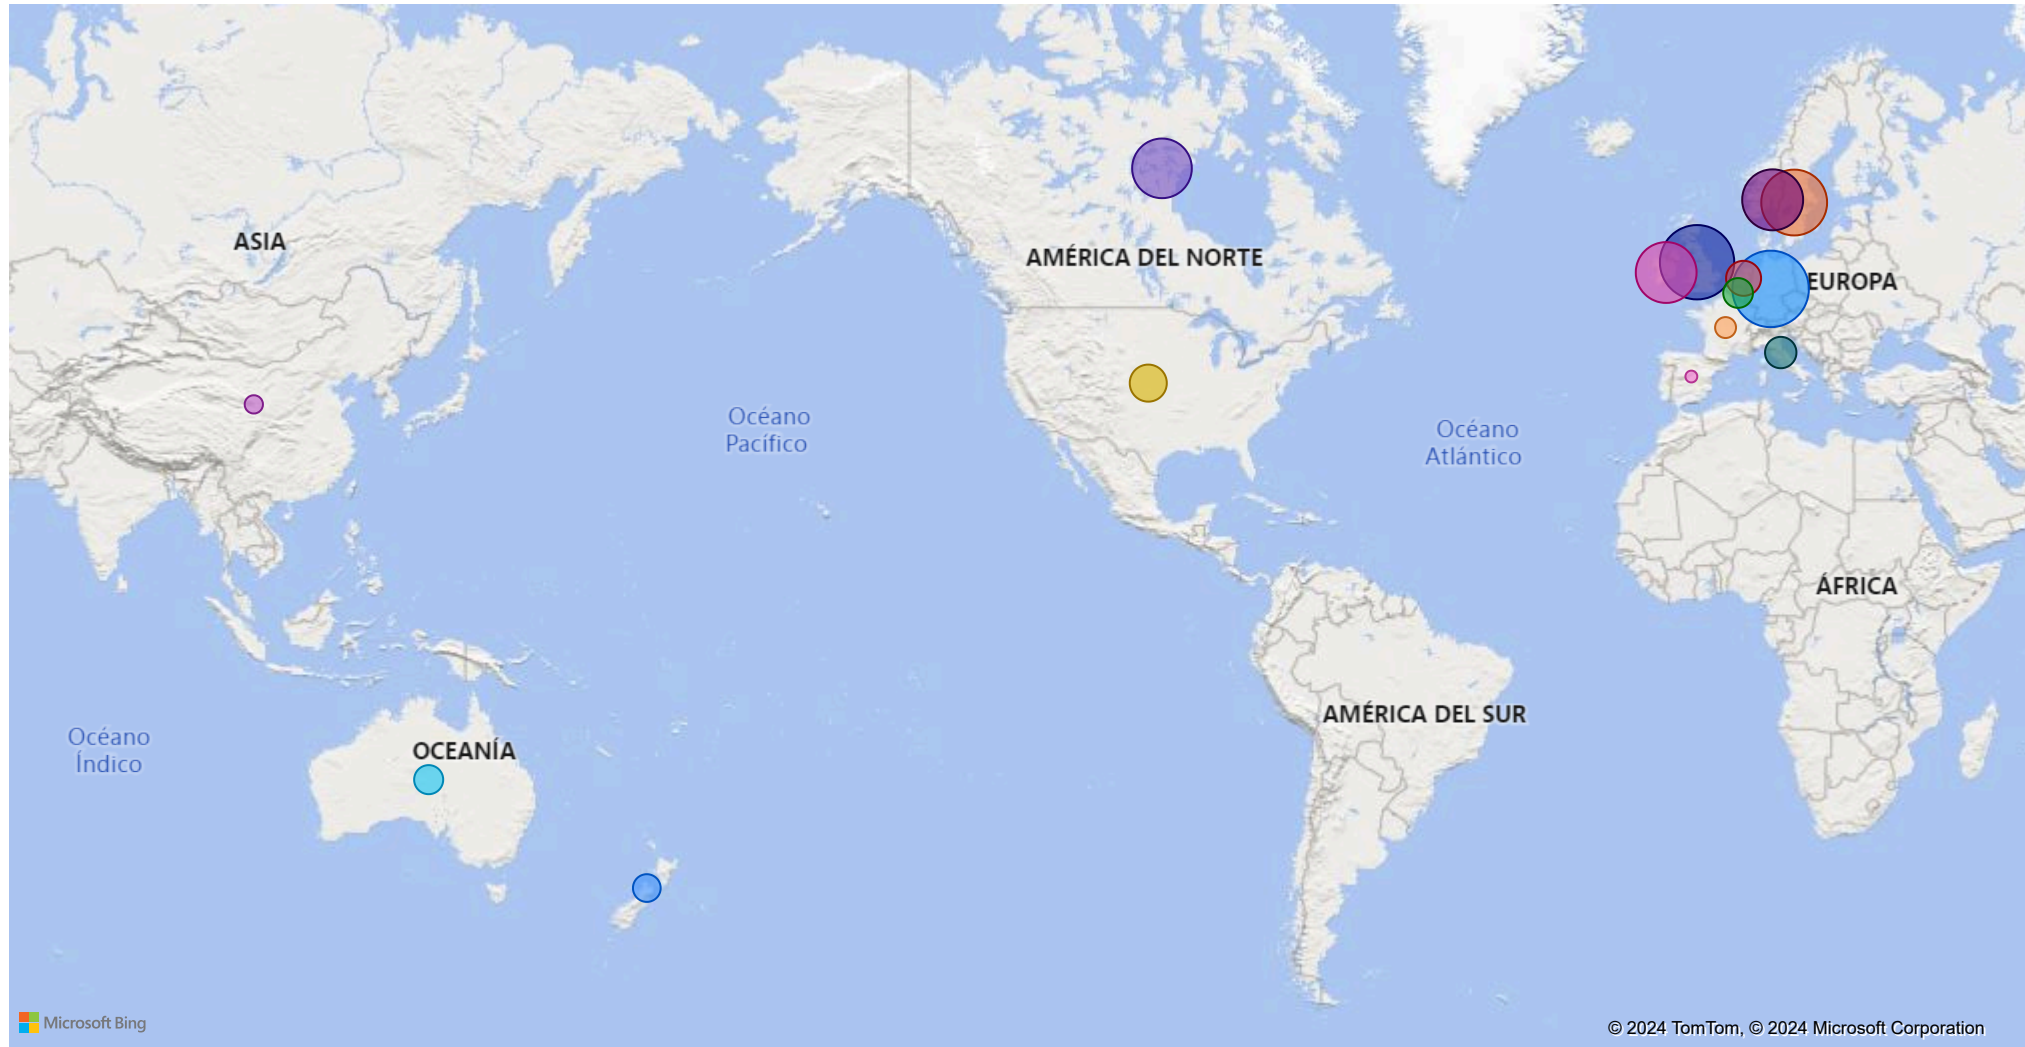 ASIA
AMÉRICA DEL NORTE
EUROPA
Océano
Pacífico
Océano
Atlántico
ÁFRICA
AMÉRICA DEL SUR
Océano
Índico
OCEANÍA
Microsoft Bing
© 2024 TomTom, © 2024 Microsoft Corporation